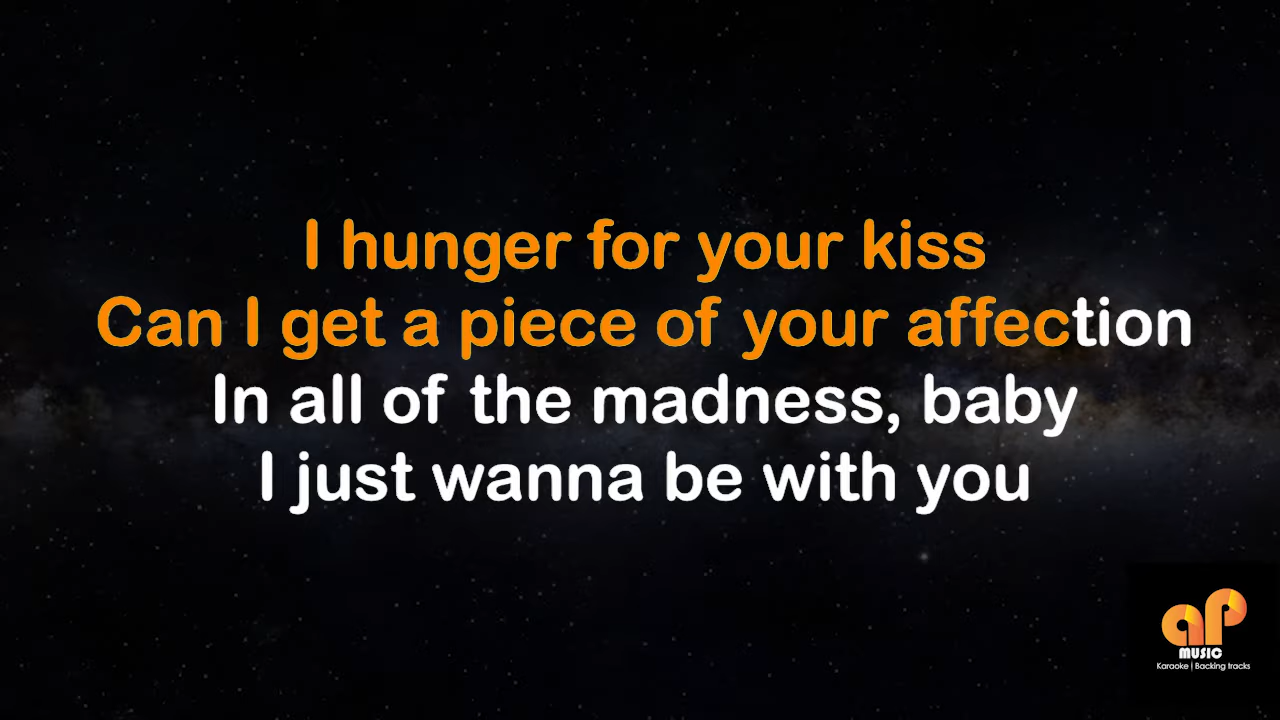 I hunger for your kiss
Can I get a piece of your affection
In all of the madness, baby
I just wanna be with you
ap
MUSIC
Karaoke | Backing tracks